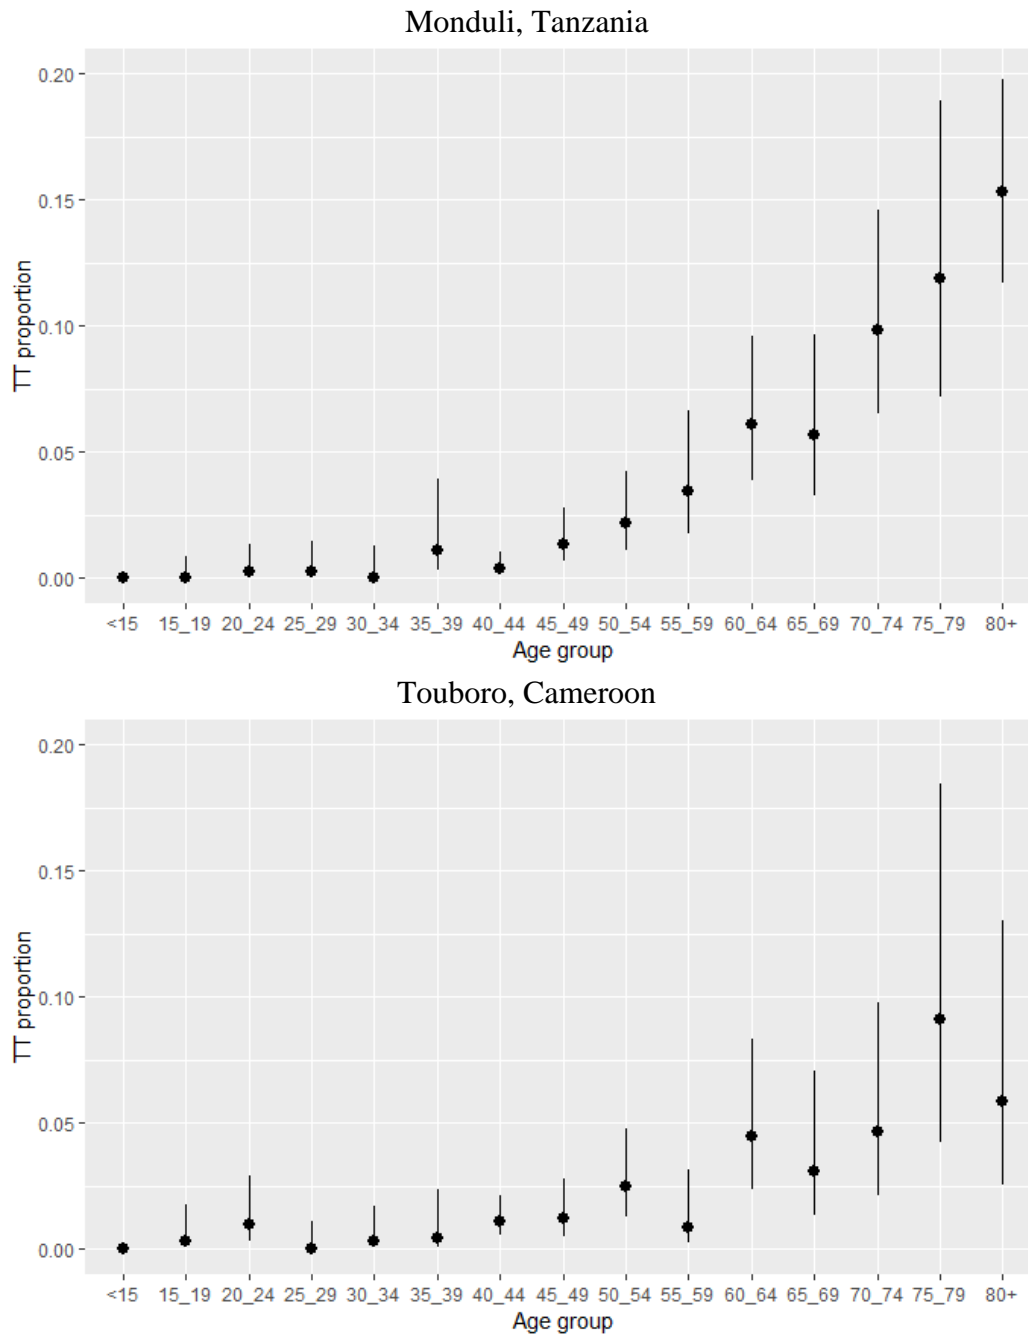 Monduli, Tanzania
0.20
0.15
0.10
0.05
0.00
TT proportion
<15 15_19 20_24 25_29 30_34 35_39 40_44 45_49 50_54 55_59 60_64 65_69 70_74 75_79 80+
Age group
Touboro, Cameroon
0.20
0.15
0.10
0.05
0.00
TT proportion
<15 15_19 20_24 25_29 30_34 35_39 40_44 45_49 50_54 55_59 60_64 65_69 70_74 75_79 80+
Age group